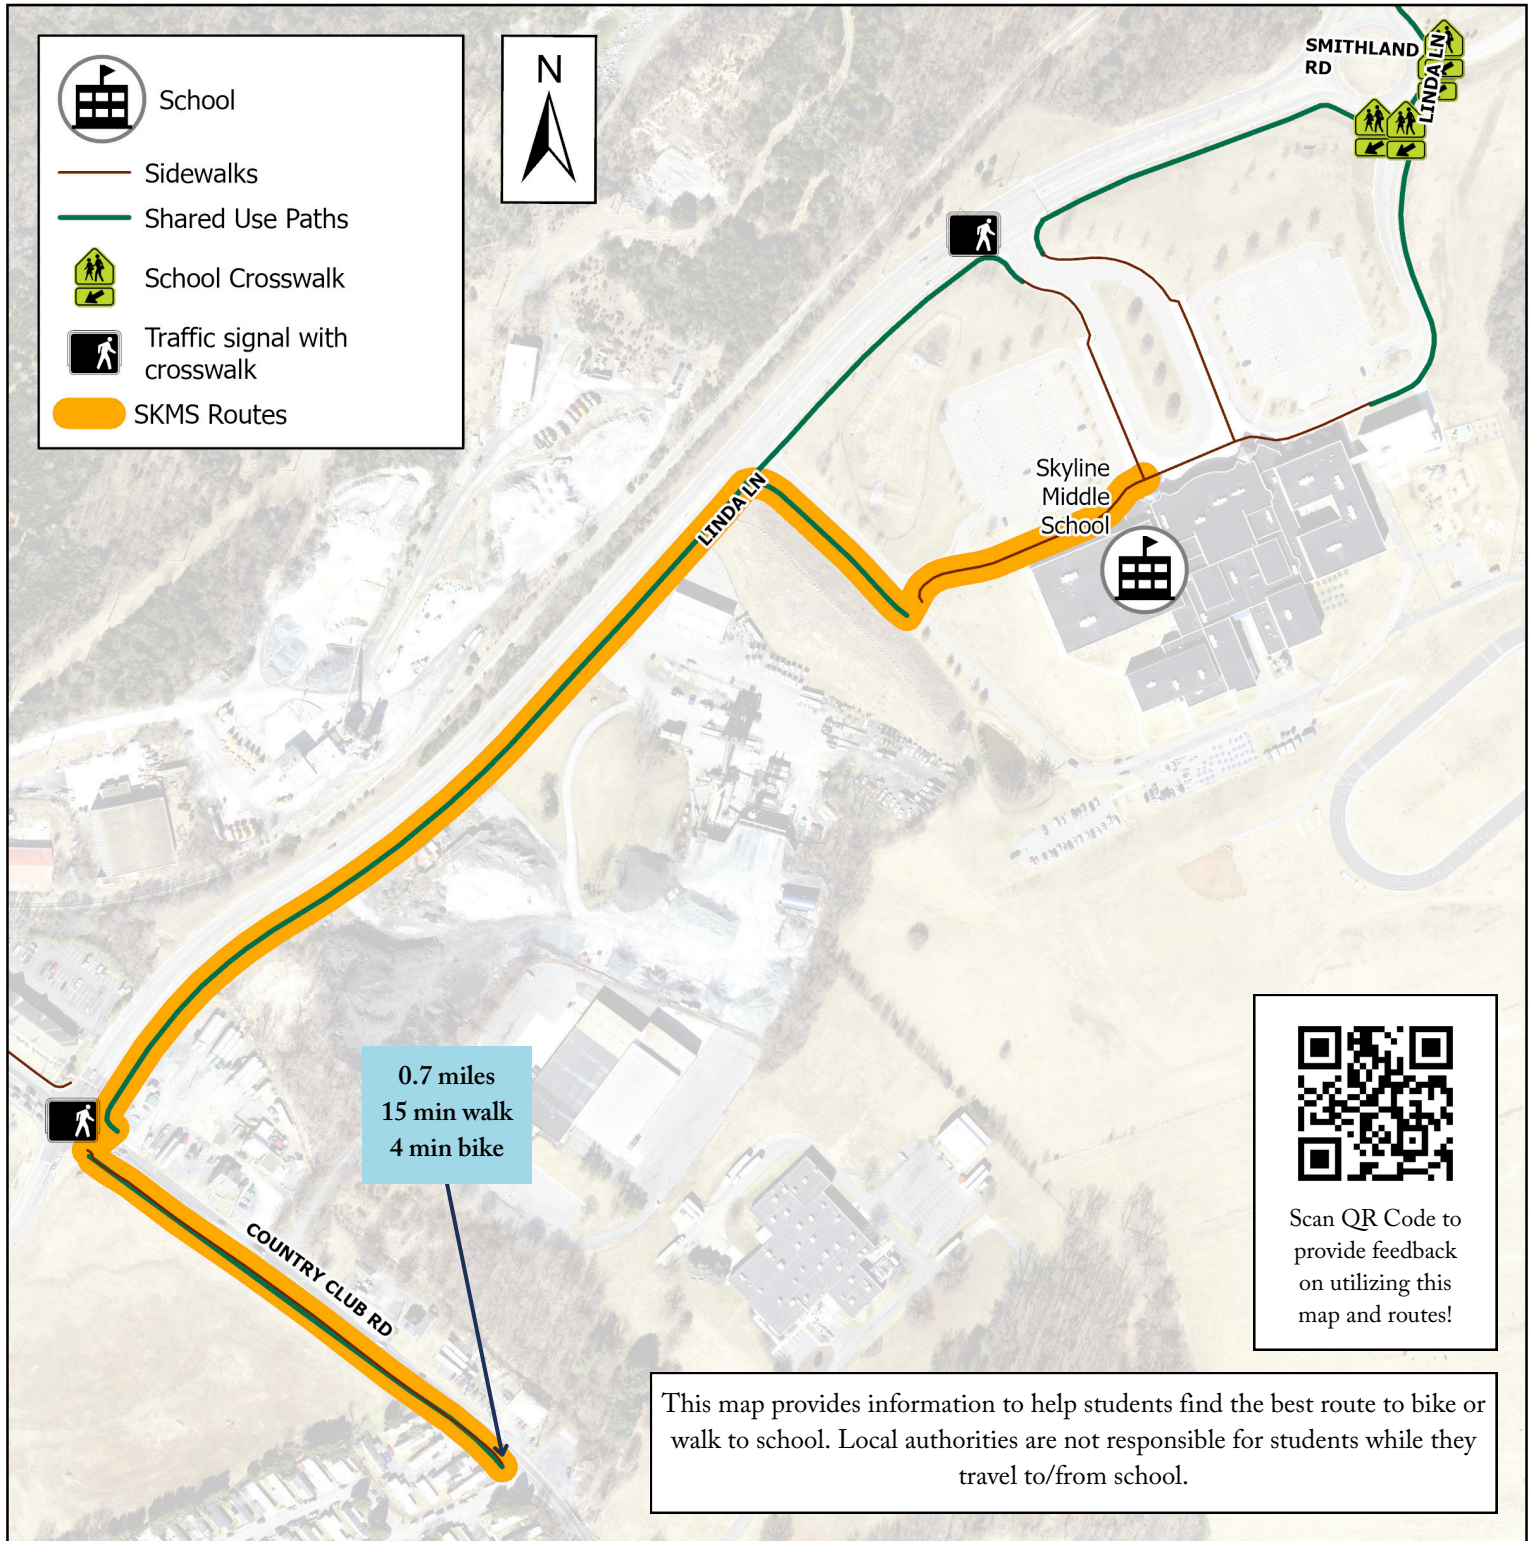 School
Sidewalks
Shared Use Paths
School Crosswalk
Traffic signal with
crosswalk
SKMS Routes
N
SMITHLAND
RD
LINDA LN
Skyline
Middle
School
LINDA LN
0.7 miles
15 min walk
4 min bike
COUNTRY CLUB RD
Scan QR Code to
provide feedback
on utilizing this
map and routes!
This map provides information to help students find the best route to bike or
walk to school. Local authorities are not responsible for students while they
travel to/from school.